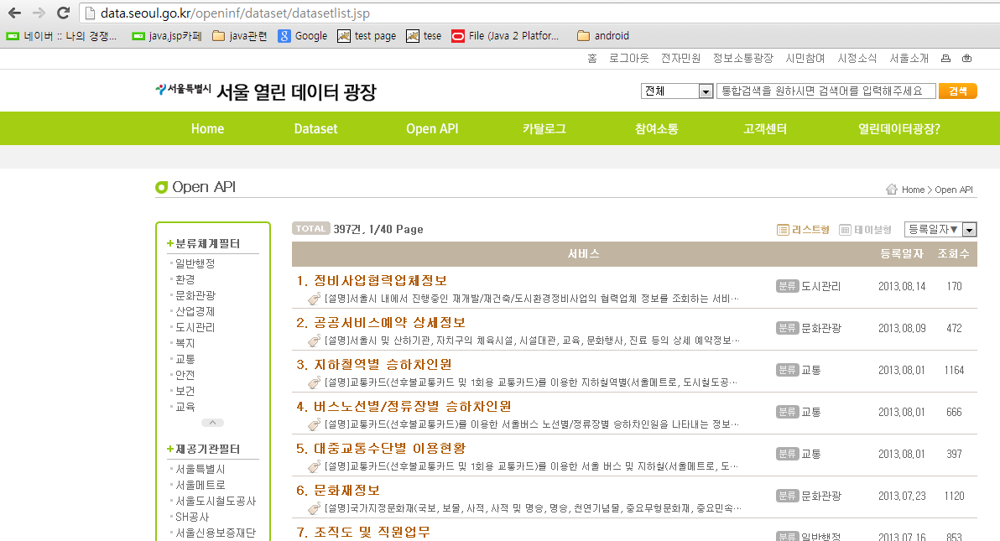 data.seoul.go.kr/openinf/dataset/datasetlist.jsp
네이버 :: 나의 경쟁... java,jsp카페 java관련 Google test page tese File (Java 2 Platfor... android
홈 로그아웃 전자민원 정보소통광장 시민참여 시정소식 서울소개
서울특별시 서울 열린 데이터 광장 전체 통합검색을 원하시면 검색어를 입력해주세요 검색
Home Dataset Open API 카탈로그 참여소통 고객센터 열린데이터광장?
Open API Home > Open API
TOTAL 397건, 1/40 Page 리스트형 테이블형 등록일자▼
+분류체계필터
일반행정
환경
문화관광
산업경제
도시관리
복지
교통
안전
보건
교육
+제공기관필터
서울특별시
서울메트로
서울도시철도공사
SH공사
서울신용보증재단
서비스 등록일자 조회수
1. 정비사업협력업체정보
[설명]서울시 내에서 진행중인 재개발/재건축/도시환경정비사업의 협력업체 정보를 조회하는 서비… 분류 도시관리 2013,08,14 170
2. 공공서비스예약 상세정보
[설명]서울시 및 산하기관, 자치구의 체육시설, 시설대관, 교육, 문화행사, 진료 등의 상세 예약정보… 분류 문화관광 2013,08,09 472
3. 지하철역별 승하차인원
[설명]교통카드(선후불교통카드 및 1회용 교통카드)를 이용한 지하철역별(서울메트로, 도시철도공… 분류 교통 2013,08,01 1164
4. 버스노선별/정류장별 승하차인원
[설명]교통카드(선후불교통카드)를 이용한 서울버스 노선별/정류장별 승하차인원을 나타내는 정보… 분류 교통 2013,08,01 666
5. 대중교통수단별 이용현황
[설명]교통카드(선후불교통카드 및 1회용 교통카드)를 이용한 서울 버스 및 지하철(서울메트로, 도… 분류 교통 2013,08,01 397
6. 문화재정보
[설명]국가지정문화재(국보, 보물, 사적, 사적 및 명승, 명승, 천연기념물, 중요무형문화재, 중요민속… 분류 문화관광 2013,07,23 1120
7. 조직도 및 직원업무
분류 일반행정 2013,07,16 853